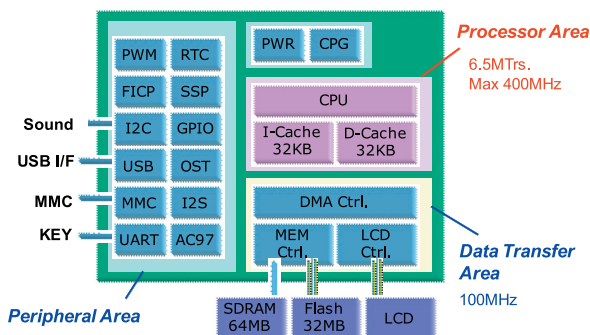 PWM RTC
PWR CPG
Processor Area
6.5MTrs.
Max 400MHz
FICP SSP
CPU
Sound
I2C GPIO
I-Cache
32KB
D-Cache
32KB
USB I/F
USB OST
MMC
MMC I2S
DMA Ctrl.
KEY
UART AC97
MEM
Ctrl.
LCD
Ctrl.
Data Transfer
Area
100MHz
Peripheral Area
SDRAM
64MB
Flash
32MB
LCD